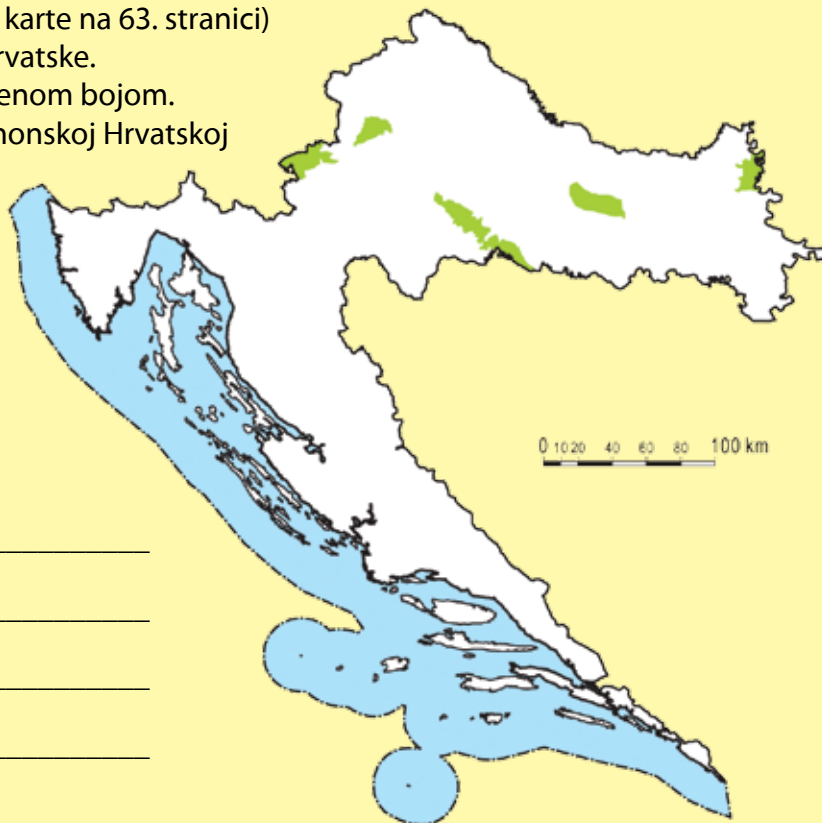 karte na 63. stranici)
rvatske.
enom bojom.
nonskoj Hrvatskoj
0 10 20 40 60 80 100 km